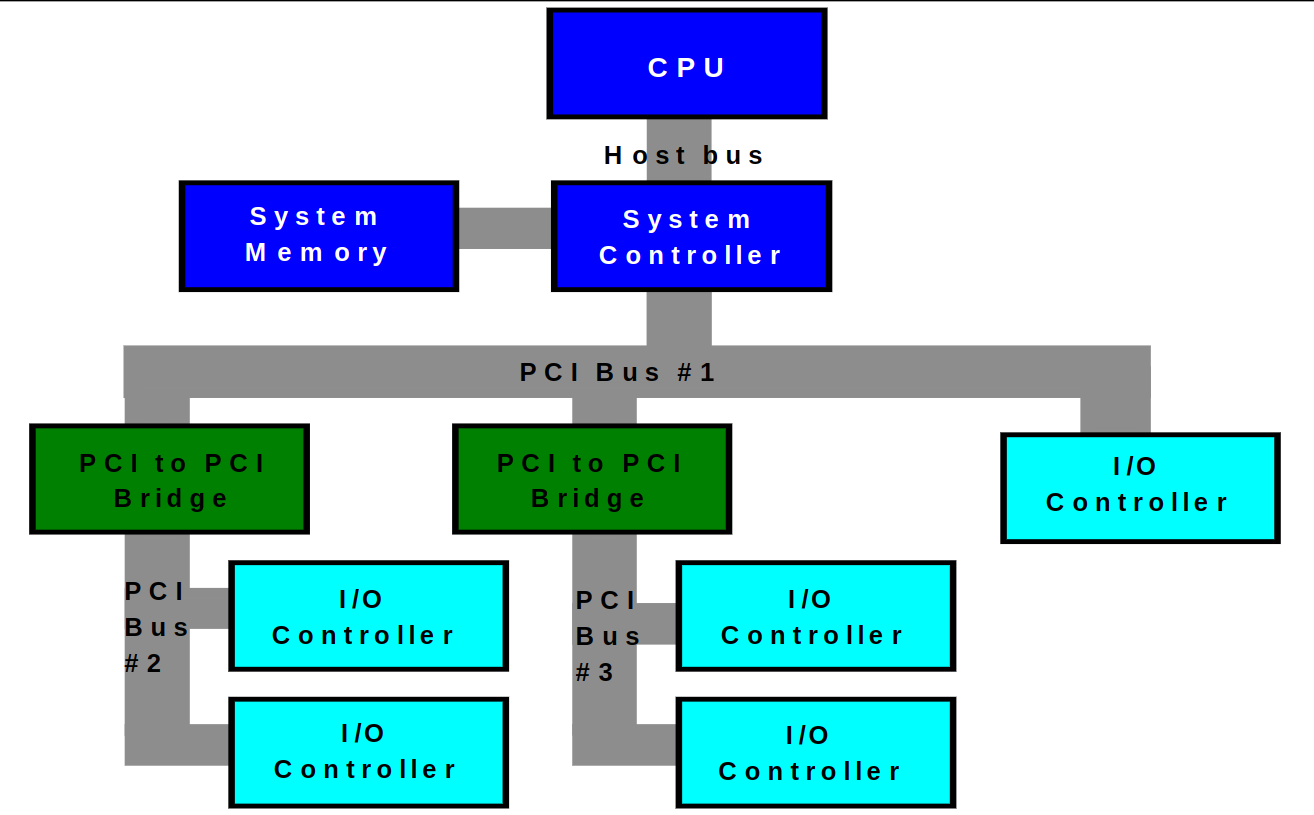 CPU
Host bus
System
Memory
System
Controller
PCI Bus #1
PCI to PCI
Bridge
PCI to PCI
Bridge
I/O
Controller
PCI
Bus
#2
I/O
Controller
I/O
Controller
PCI
Bus
#3
I/O
Controller
I/O
Controller